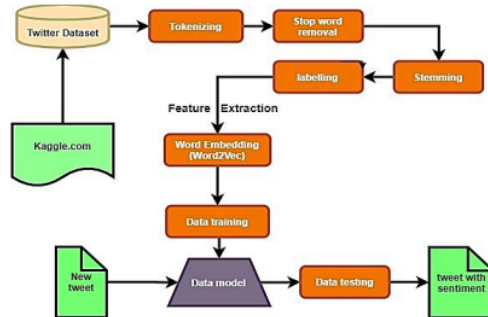 Twitter Dataset
Tokenizing
Stop word
removal
labelling
Stemming
Feature Extraction
Kaggle.com
Word Embedding
(Word2Vec)
Data training
New
tweet
Data model
Data testing
tweet with
sentiment